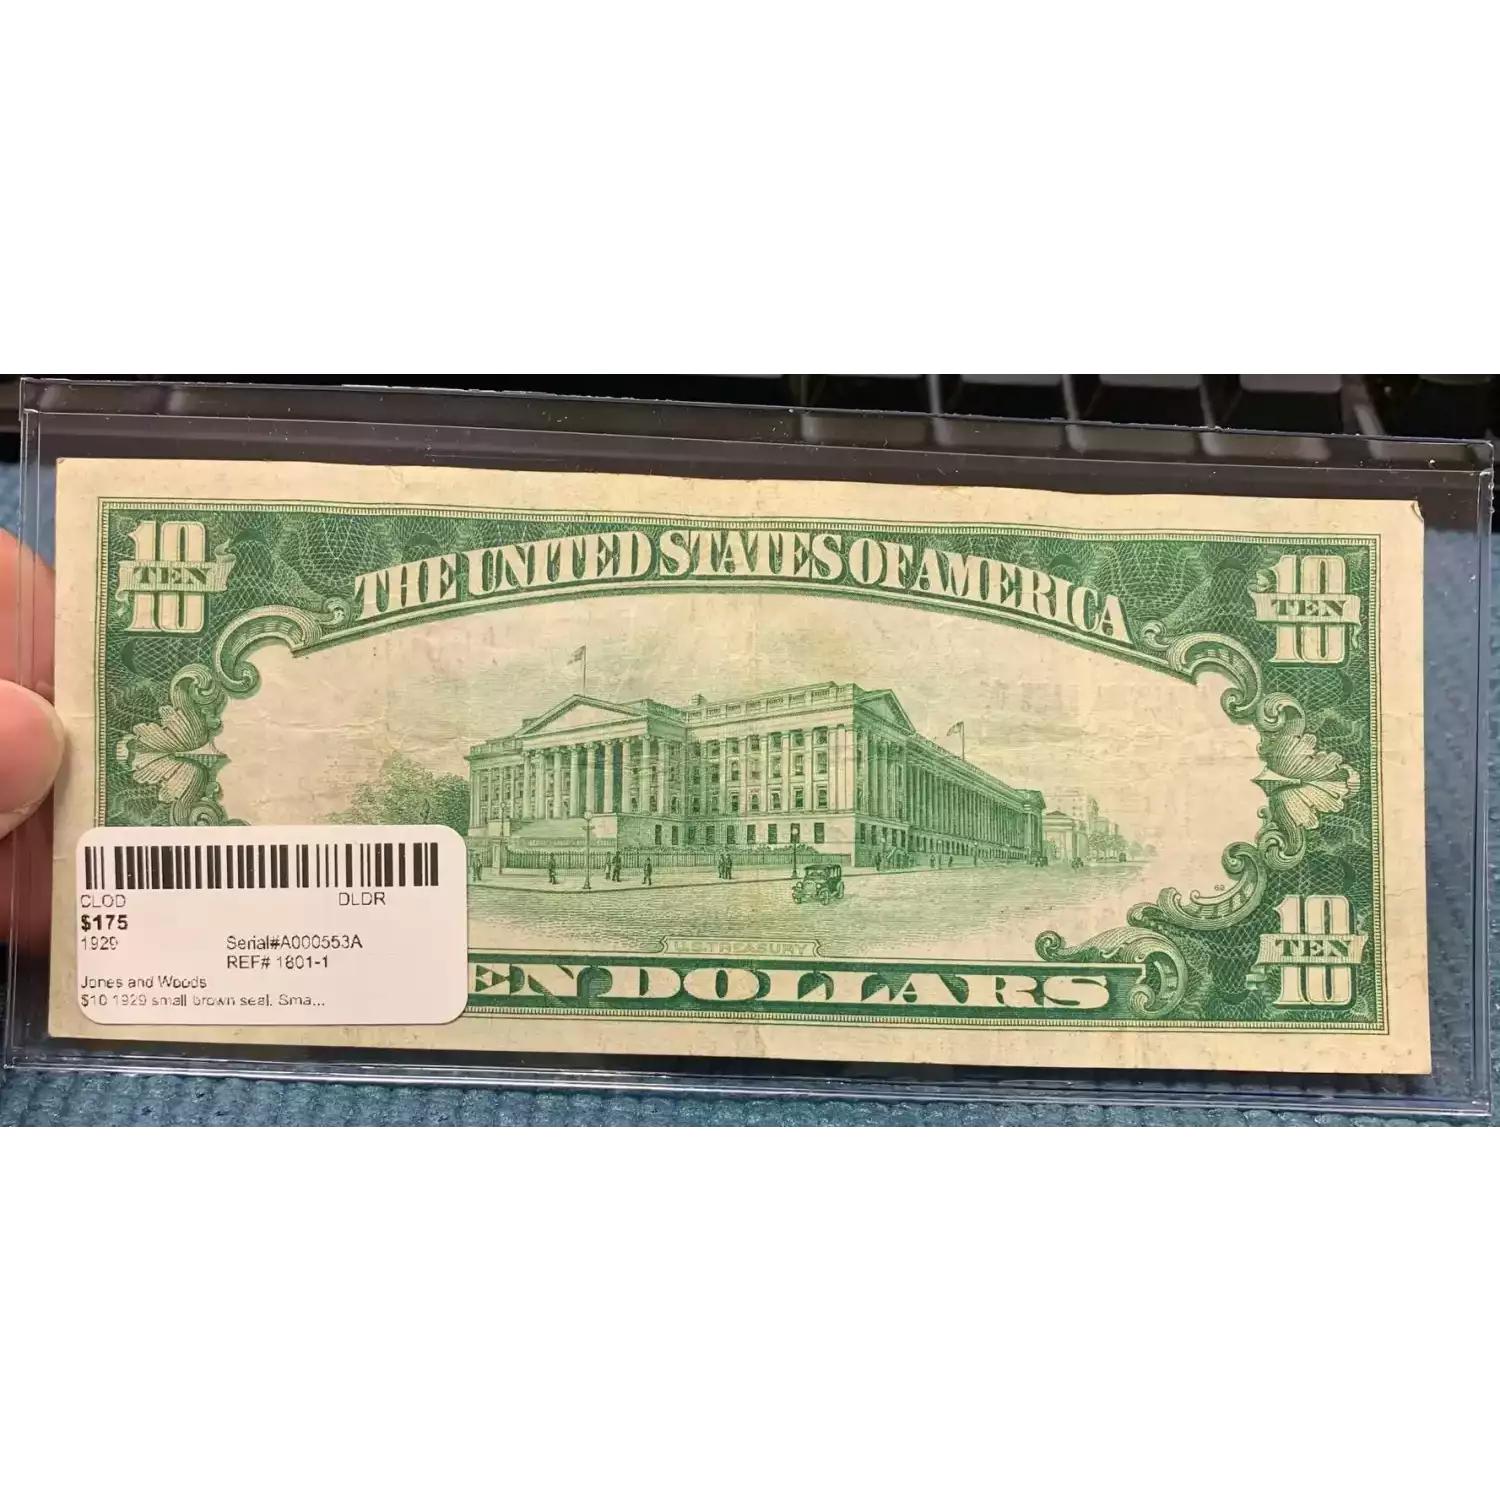 THE UNITED STATES OF AMERICA
10
TEN
10
10
TEN
10
CLOD DLDR
$175
1929 Serial#A000553A
REF# 1801-1
Jones and Woods
$10 1929 small brown seal. Sma...
U.S. TREASURY
EN DOLLARS
10
TEN
10